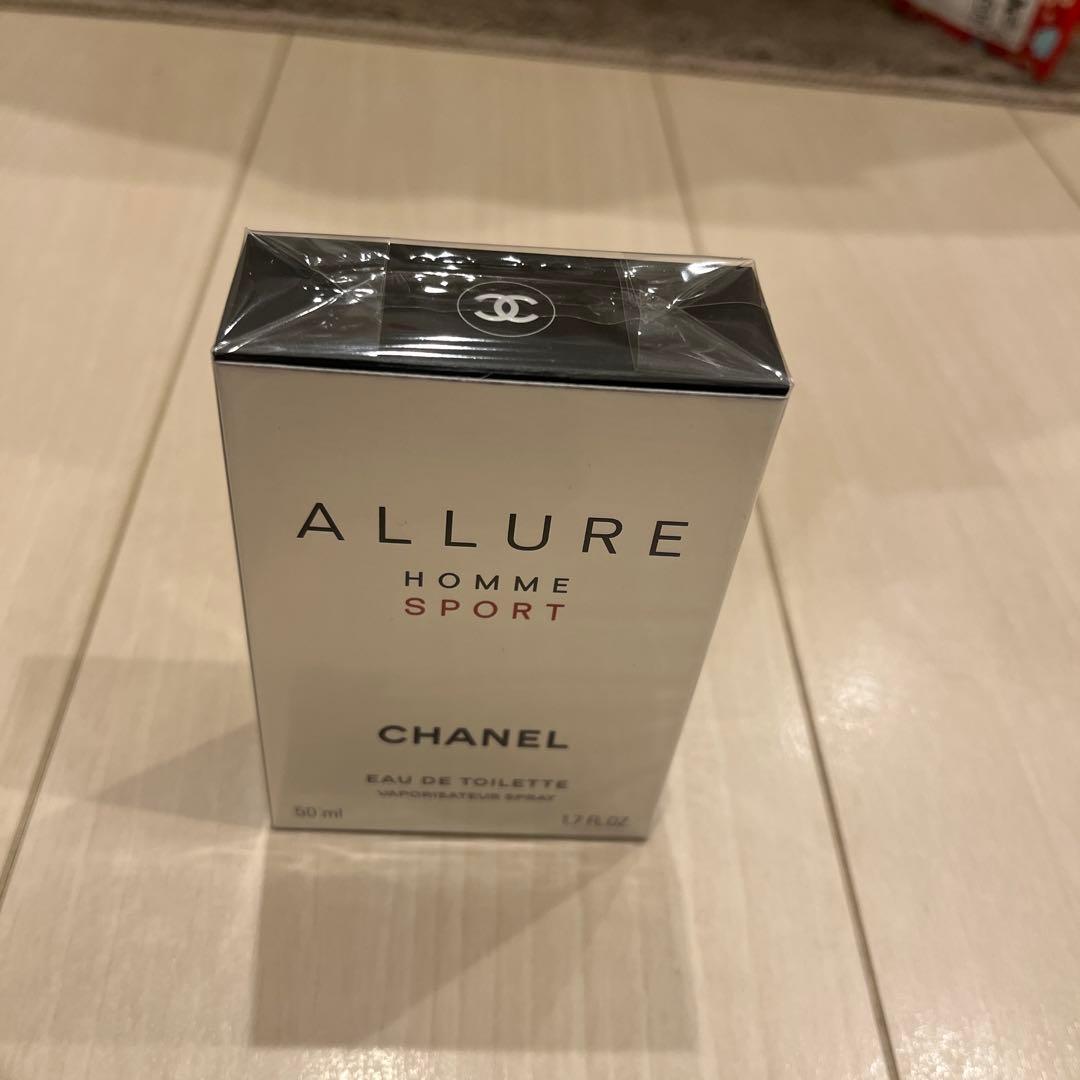 ALLURE
HOMME
SPORT
CHANEL
EAU DE TOILETTE
VAPORISATEUR SPRAY
50 ml 1.7 FL.OZ